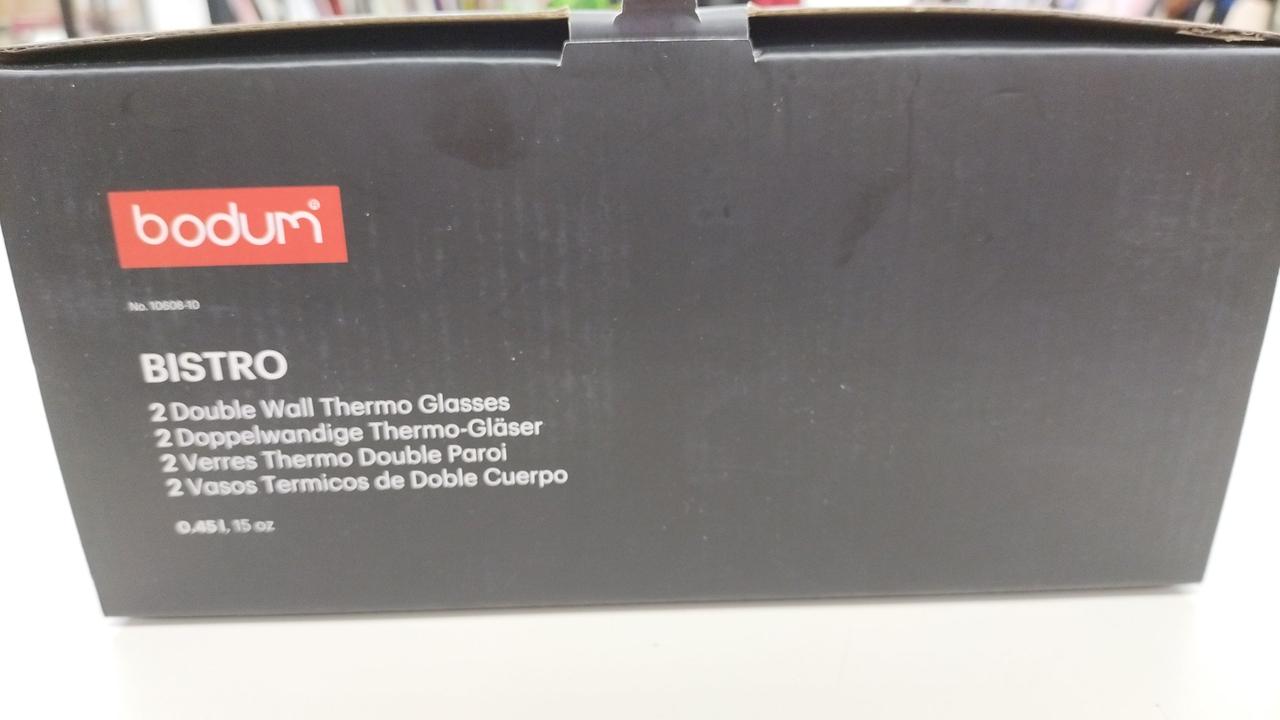 bodum®
No. 10608-10
BISTRO
2 Double Wall Thermo Glasses
2 Doppelwandige Thermo-Gläser
2 Verres Thermo Double Paroi
2 Vasos Termicos de Doble Cuerpo
0.45 l, 15 oz